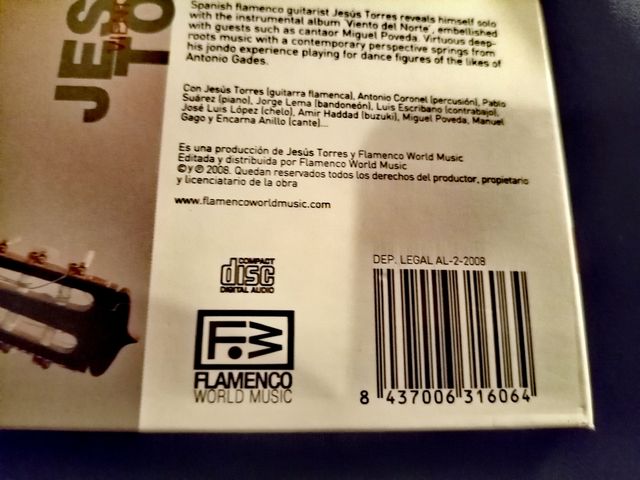 JES
TO
Spanish flamenco guitarist Jesús Torres reveals himself solo
with the instrumental album 'Viento del Norte', embellished
with guests such as cantaor Miguel Poveda. Virtuous deep-
roots music with a contemporary perspective springs from
his jondo experience playing for dance figures of the likes of
Antonio Gades.
Con Jesús Torres (guitarra flamenca), Antonio Coronel (percusión), Pablo
Suárez (piano), Jorge Lema (bandoneón), Luis Escribano (contrabajo),
José Luis López (chelo), Amir Haddad (buzuki), Miguel Poveda, Manuel
Gago y Encarna Anillo (cante)...
Es una producción de Jesús Torres y Flamenco World Music
Editada y distribuida por Flamenco World Music
© y ℗ 2008. Quedan reservados todos los derechos del productor, propietario
y licenciatario de la obra
www.flamencoworldmusic.com
COMPACT
disc
DIGITAL AUDIO
DEP. LEGAL AL-2-2008
FLAMENCO
WORLD MUSIC
8 437006 316064